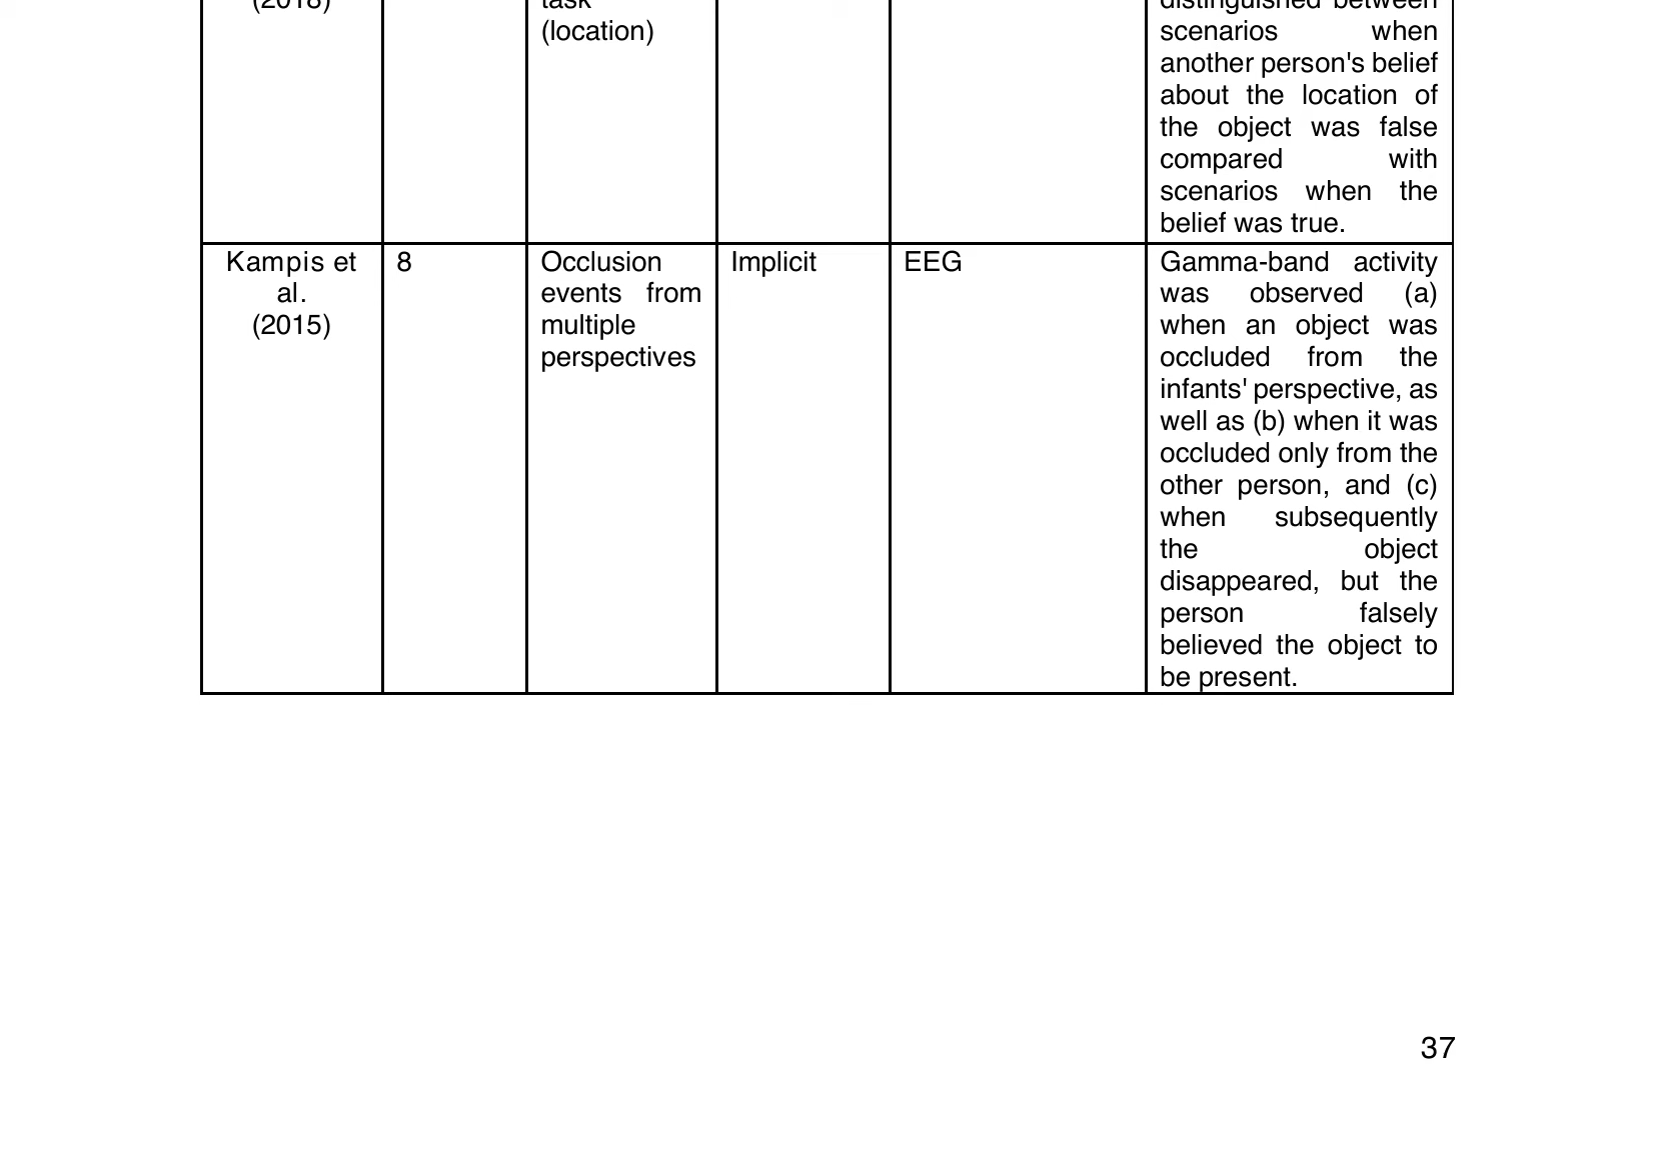 (2018)
task
(location)
distinguished between
scenarios when
another person's belief
about the location of
the object was false
compared with
scenarios when the
belief was true.
Kampis et
al.
(2015)
8
Occlusion
events from
multiple
perspectives
Implicit
EEG
Gamma-band activity
was observed (a)
when an object was
occluded from the
infants' perspective, as
well as (b) when it was
occluded only from the
other person, and (c)
when subsequently
the object
disappeared, but the
person falsely
believed the object to
be present.
37